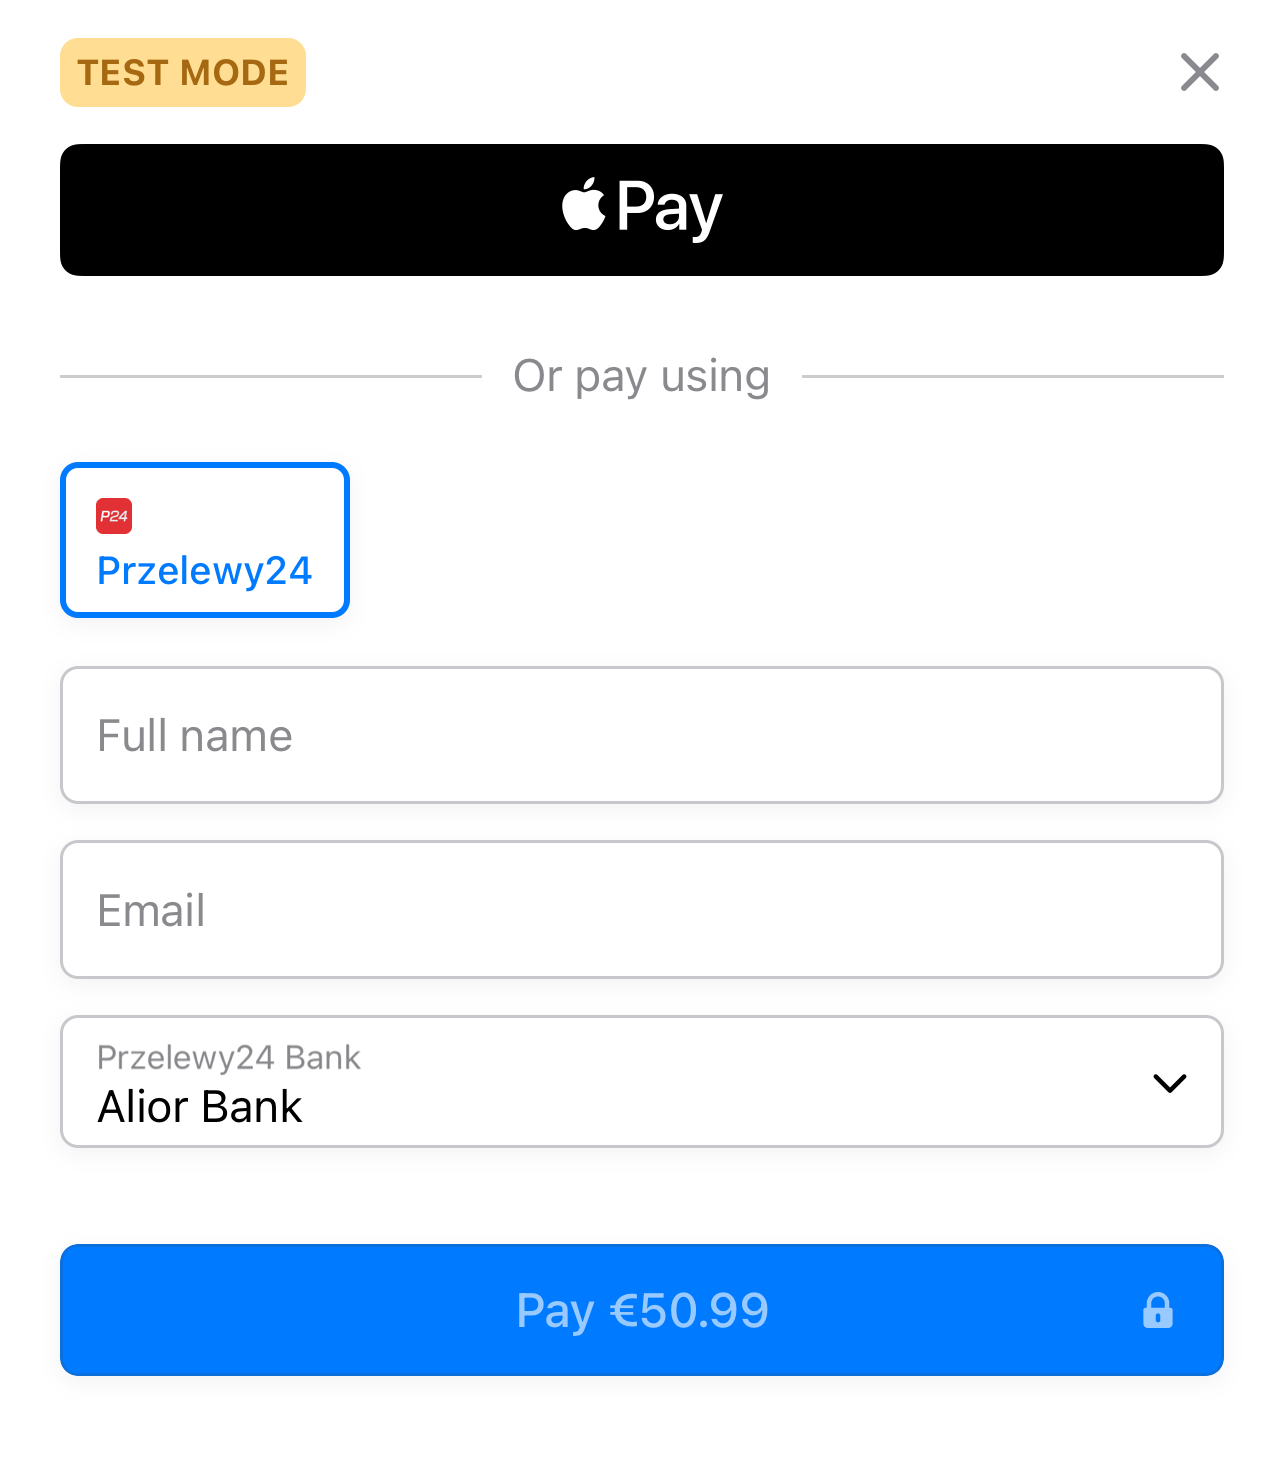 TEST MODE
Pay
Or pay using
P24
Przelewy24
Full name
Email
Przelewy24 Bank
Alior Bank
Pay €50.99